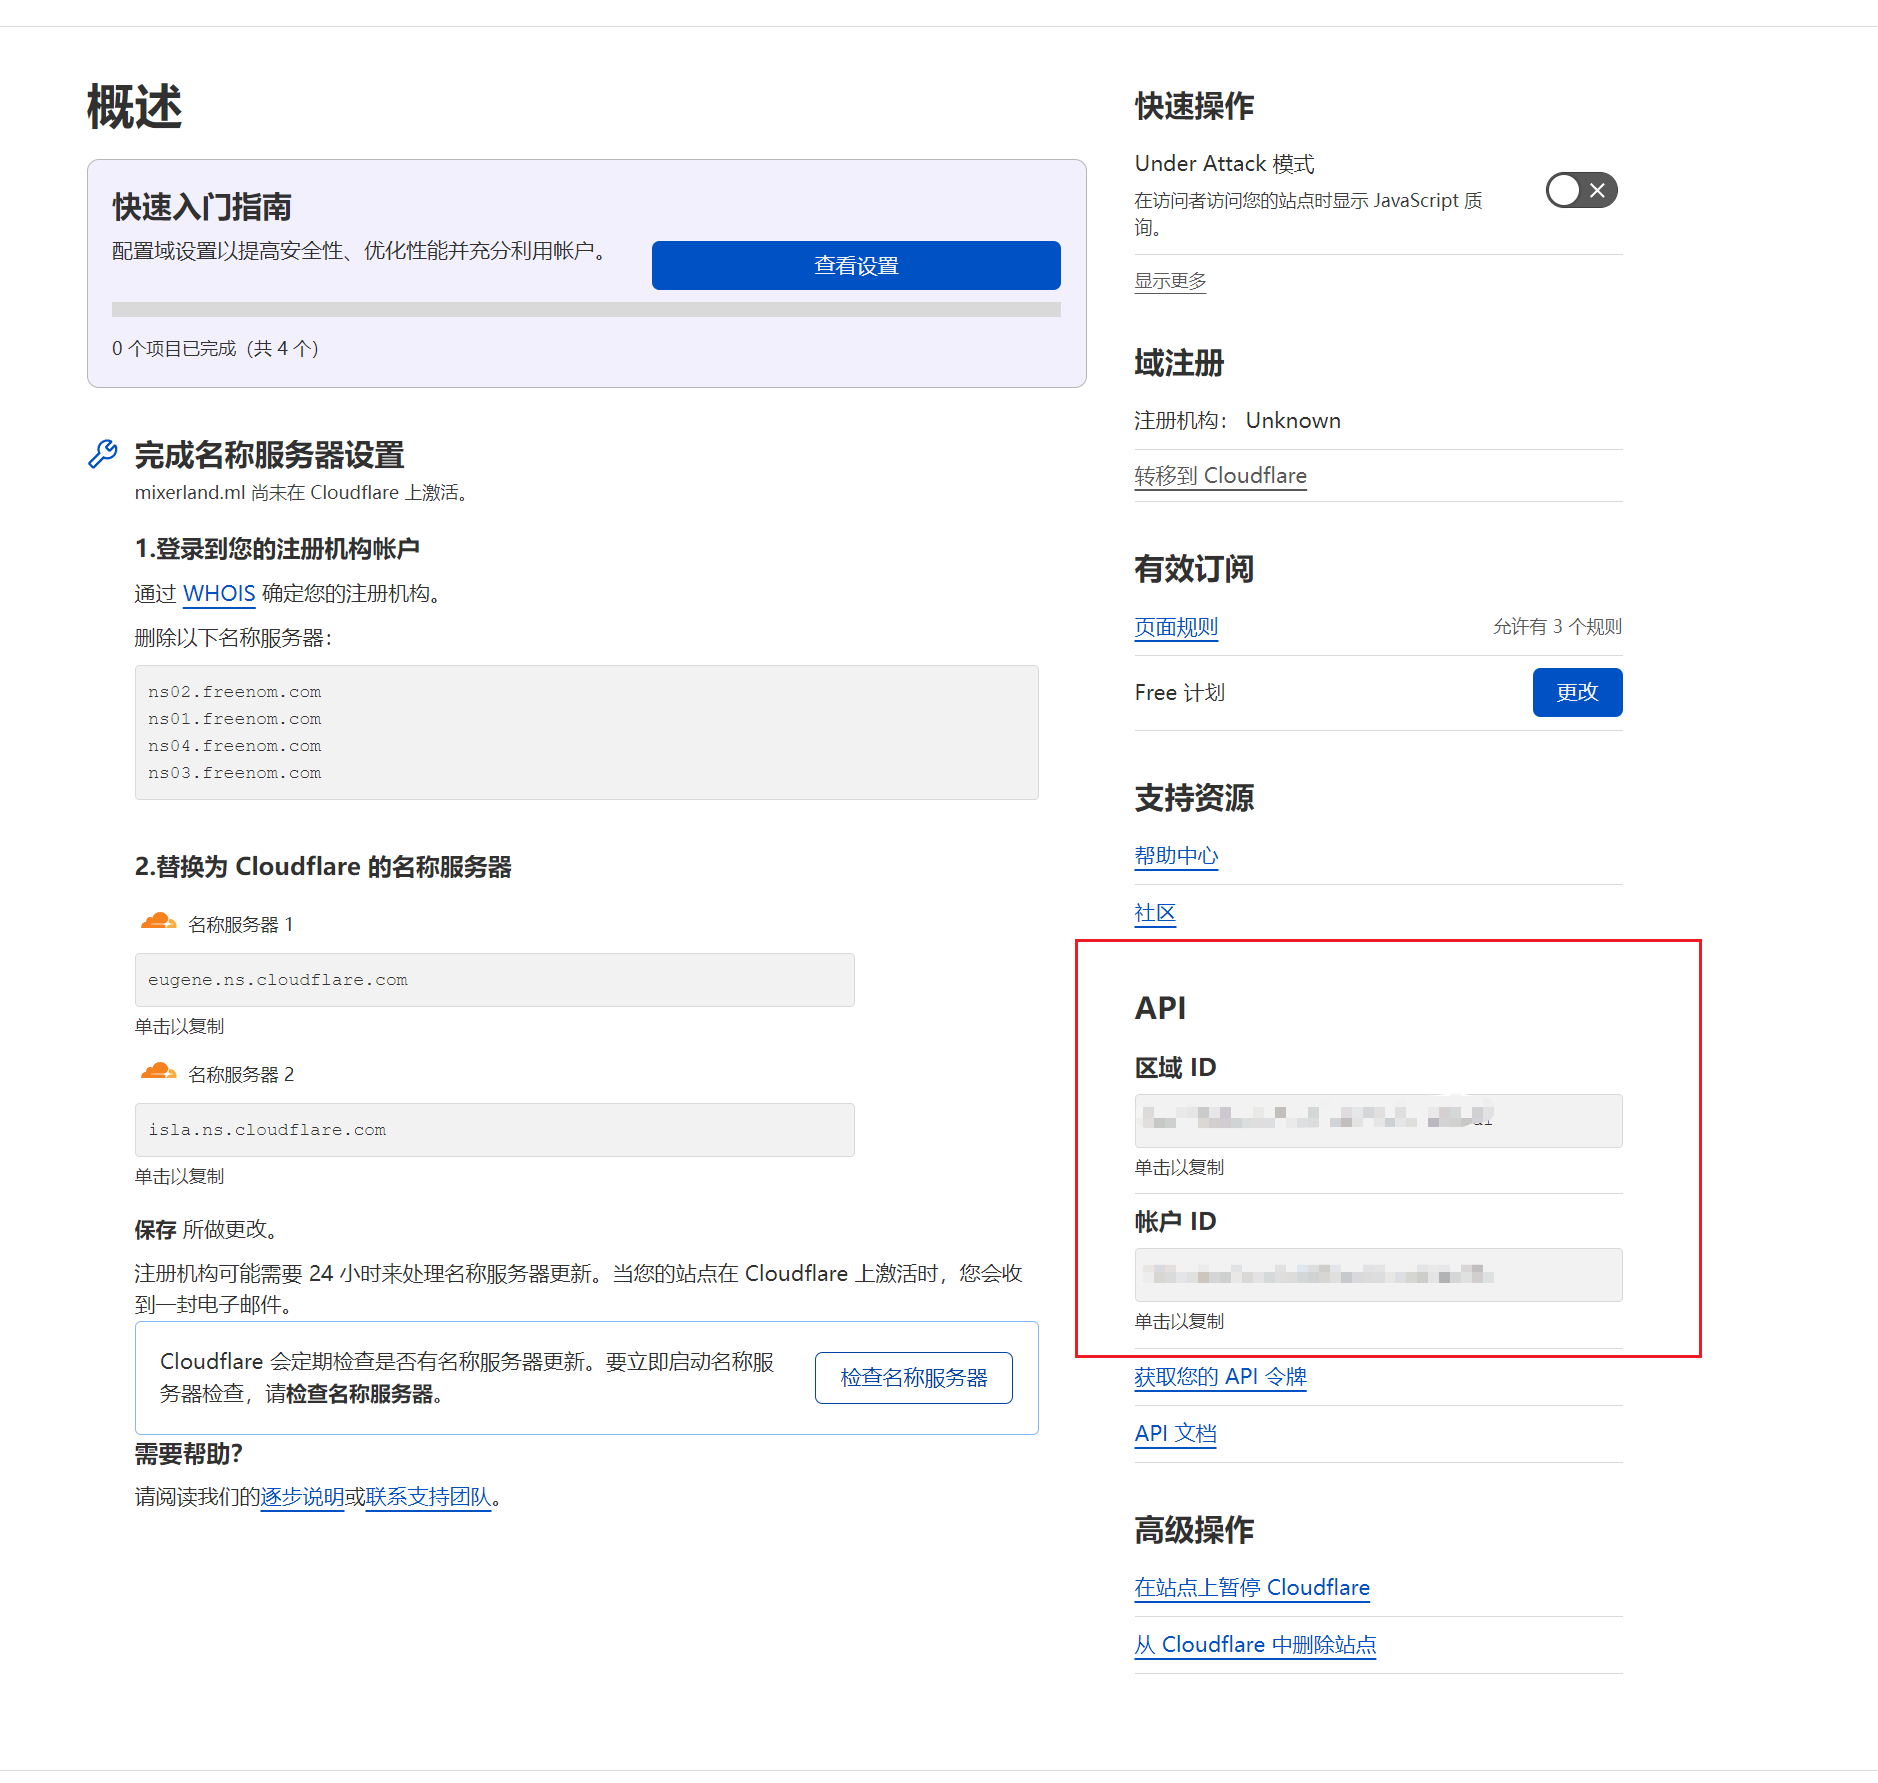 概述
快速入门指南
配置域设置以提高安全性、优化性能并充分利用帐户。
查看设置
0 个项目已完成（共 4 个）
完成名称服务器设置
mixerland.ml 尚未在 Cloudflare 上激活。
1.登录到您的注册机构帐户
通过 WHOIS 确定您的注册机构。
删除以下名称服务器：
ns02.freenom.com
ns01.freenom.com
ns04.freenom.com
ns03.freenom.com
2.替换为 Cloudflare 的名称服务器
名称服务器 1
eugene.ns.cloudflare.com
单击以复制
名称服务器 2
isla.ns.cloudflare.com
单击以复制
保存 所做更改。
注册机构可能需要 24 小时来处理名称服务器更新。当您的站点在 Cloudflare 上激活时，您会收
到一封电子邮件。
Cloudflare 会定期检查是否有名称服务器更新。要立即启动名称服
务器检查，请检查名称服务器。
检查名称服务器
需要帮助？
请阅读我们的逐步说明或联系支持团队。
快速操作
Under Attack 模式
在访问者访问您的站点时显示 JavaScript 质
询。
显示更多
域注册
注册机构： Unknown
转移到 Cloudflare
有效订阅
页面规则
允许有 3 个规则
Free 计划
更改
支持资源
帮助中心
社区
API
区域 ID
单击以复制
帐户 ID
单击以复制
获取您的 API 令牌
API 文档
高级操作
在站点上暂停 Cloudflare
从 Cloudflare 中删除站点